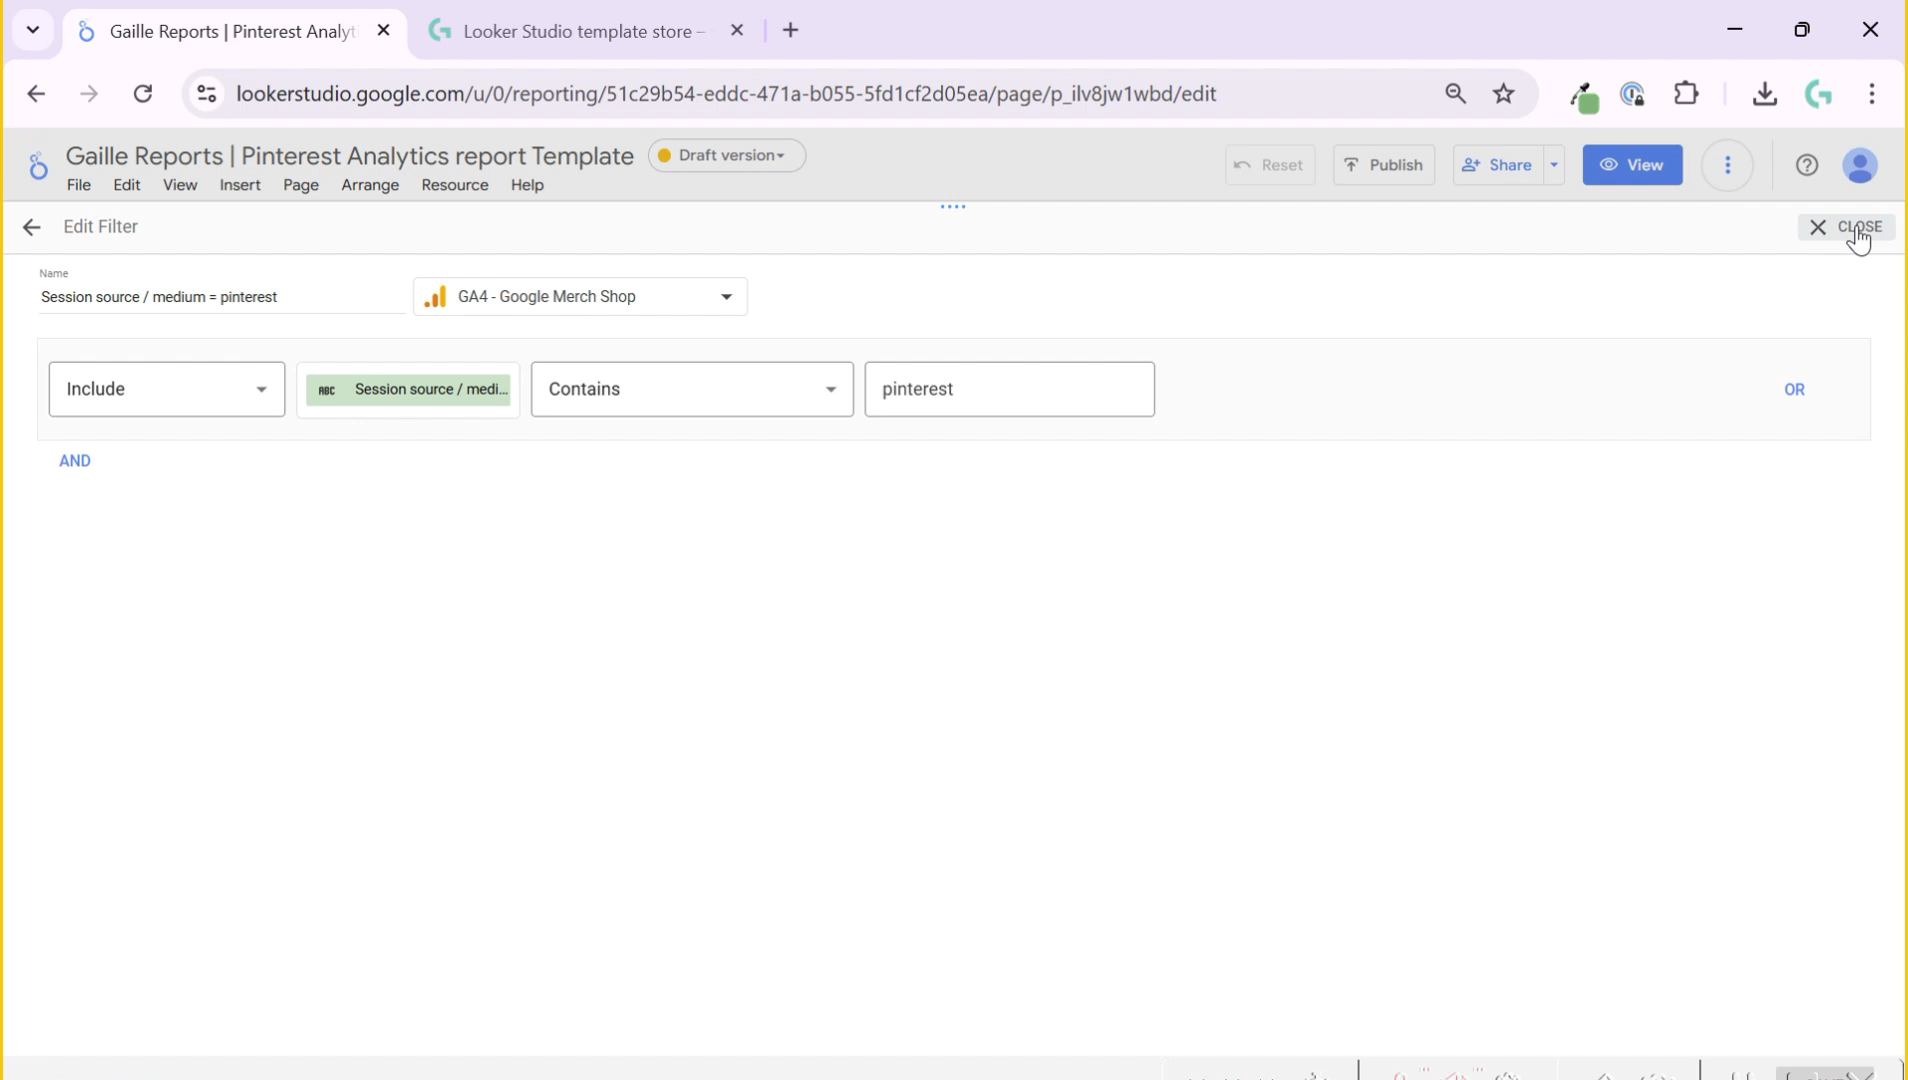 Gaille Reports | Pinterest Analyt
Looker Studio template store –
lookerstudio.google.com/u/0/reporting/51c29b54-eddc-471a-b055-5fd1cf2d05ea/page/p_ilv8jw1wbd/edit
Gaille Reports | Pinterest Analytics report Template
Draft version
Reset
Publish
Share
View
File Edit View Insert Page Arrange Resource Help
Edit Filter
CLOSE
Name
Session source / medium = pinterest
GA4 - Google Merch Shop
Include
ABC Session source / medi...
Contains
pinterest
OR
AND